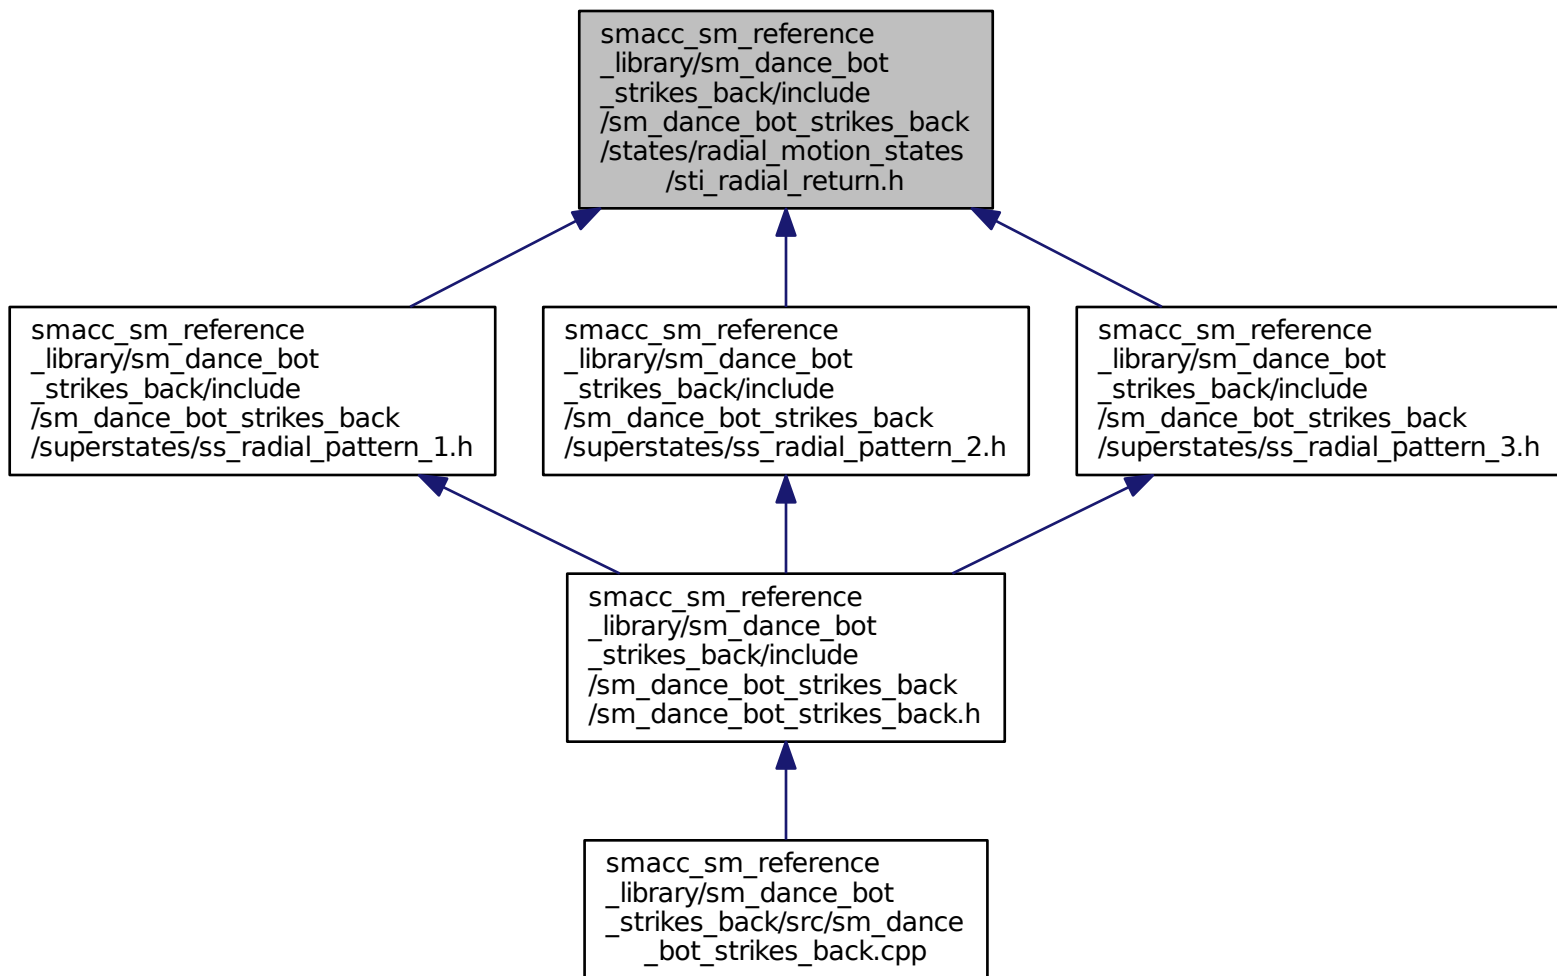 smacc_sm_reference
_library/sm_dance_bot
_strikes_back/include
/sm_dance_bot_strikes_back
/states/radial_motion_states
/sti_radial_return.h
smacc_sm_reference
_library/sm_dance_bot
_strikes_back/include
/sm_dance_bot_strikes_back
/superstates/ss_radial_pattern_1.h
smacc_sm_reference
_library/sm_dance_bot
_strikes_back/include
/sm_dance_bot_strikes_back
/superstates/ss_radial_pattern_2.h
smacc_sm_reference
_library/sm_dance_bot
_strikes_back/include
/sm_dance_bot_strikes_back
/superstates/ss_radial_pattern_3.h
smacc_sm_reference
_library/sm_dance_bot
_strikes_back/include
/sm_dance_bot_strikes_back
/sm_dance_bot_strikes_back.h
smacc_sm_reference
_library/sm_dance_bot
_strikes_back/src/sm_dance
_bot_strikes_back.cpp